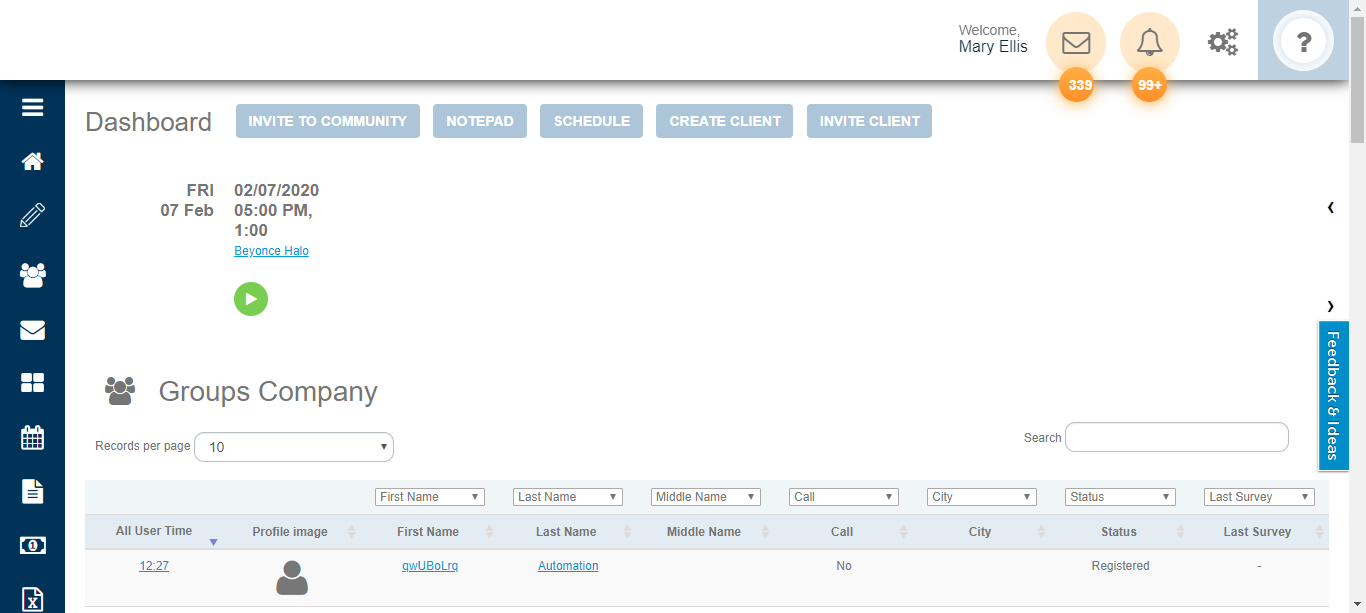 Welcome,
Mary Ellis
?
339
99+
Dashboard
INVITE TO COMMUNITY
NOTEPAD
SCHEDULE
CREATE CLIENT
INVITE CLIENT
FRI
07 Feb
02/07/2020
05:00 PM,
1:00
Beyonce Halo
Feedback & Ideas
Groups Company
Records per page 10
Search
First Name Last Name Middle Name Call City Status Last Survey
All User Time Profile image First Name Last Name Middle Name Call City Status Last Survey
12:27 qwUBoLrq Automation No Registered -